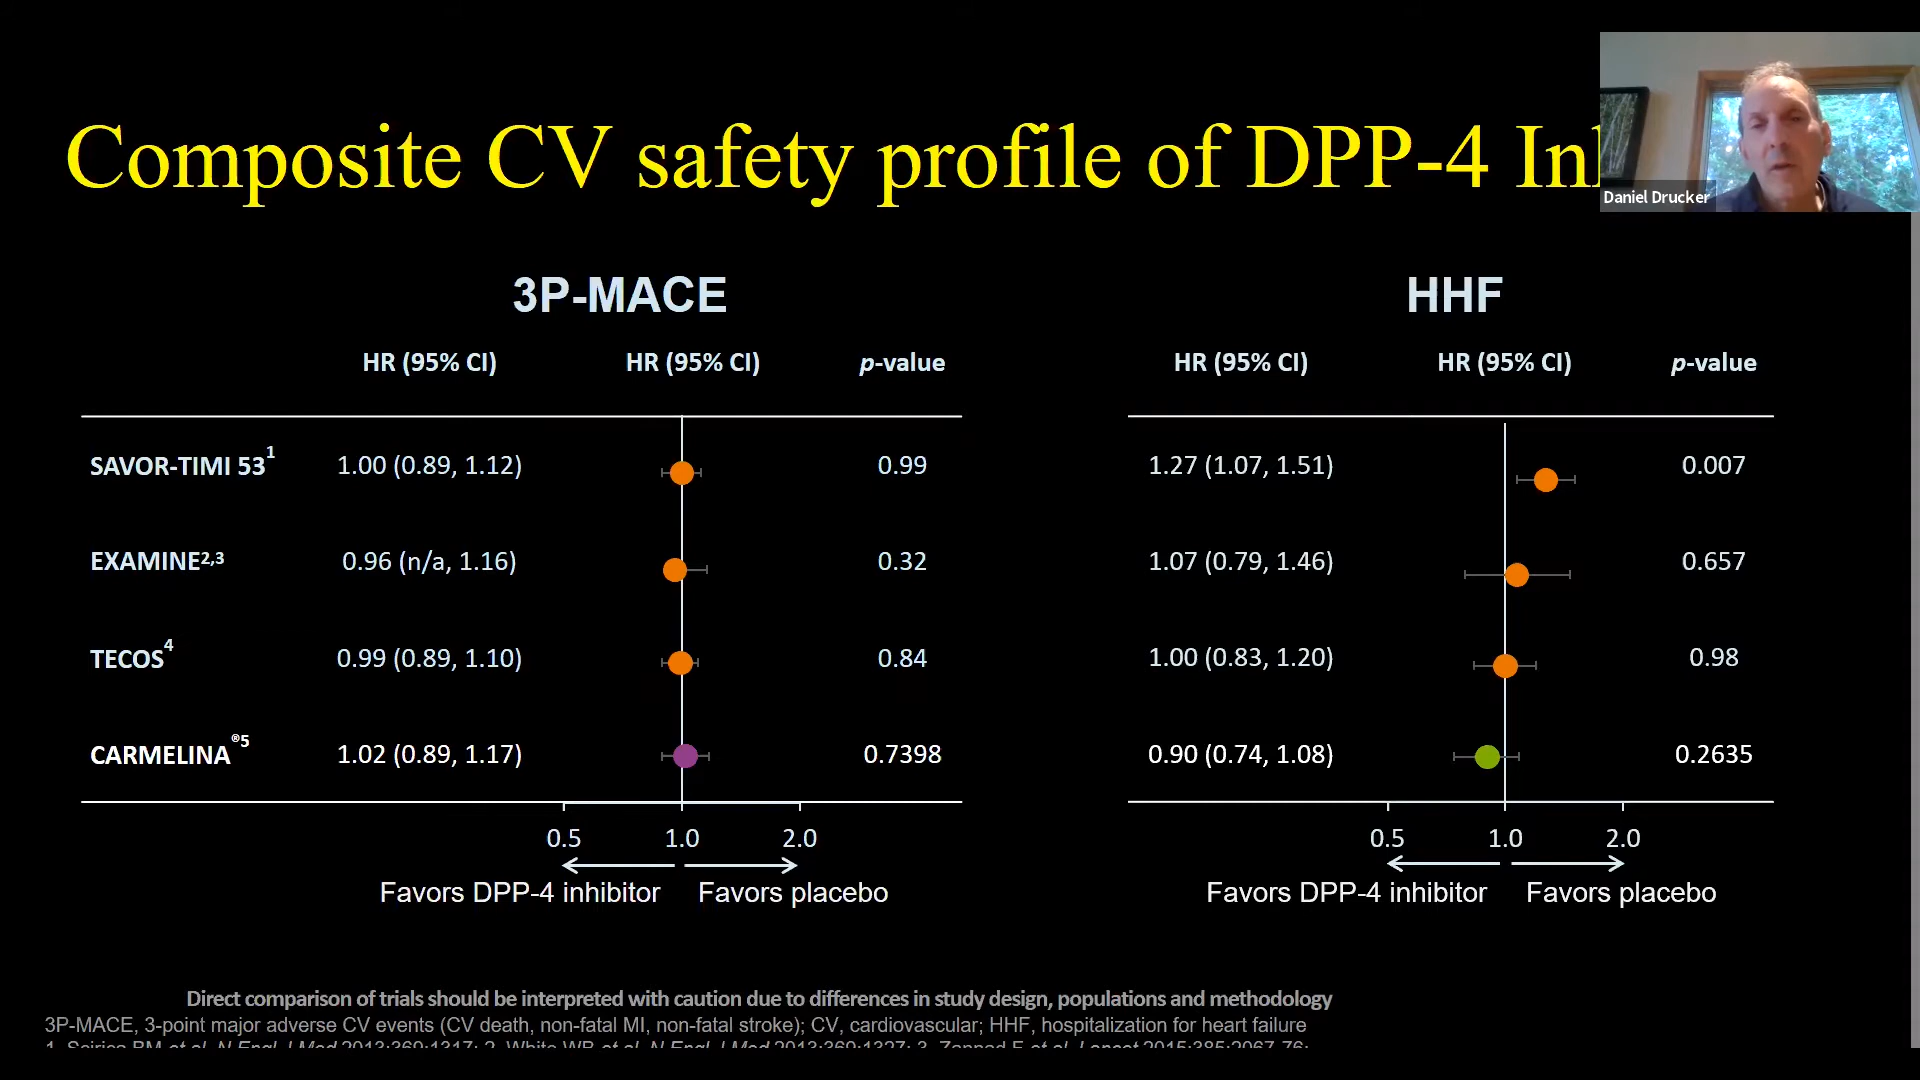 Composite CV safety profile of DPP-4
Daniel Drucker
3P-MACE HHF
HR (95% CI) HR (95% CI) p-value HR (95% CI) HR (95% CI) p-value
SAVOR-TIMI 53¹ 1.00 (0.89, 1.12) 0.99 1.27 (1.07, 1.51) 0.007
EXAMINE²,³ 0.96 (n/a, 1.16) 0.32 1.07 (0.79, 1.46) 0.657
TECOS⁴ 0.99 (0.89, 1.10) 0.84 1.00 (0.83, 1.20) 0.98
CARMELINA®⁵ 1.02 (0.89, 1.17) 0.7398 0.90 (0.74, 1.08) 0.2635
0.5 1.0 2.0 0.5 1.0 2.0
Favors DPP-4 inhibitor Favors placebo Favors DPP-4 inhibitor Favors placebo
Direct comparison of trials should be interpreted with caution due to differences in study design, populations and methodology
3P-MACE, 3-point major adverse CV events (CV death, non-fatal MI, non-fatal stroke); CV, cardiovascular; HHF, hospitalization for heart failure
1. Scirica BM et al. N Engl J Med 2013;369:1317; 2. White WB et al. N Engl J Med 2013;369:1327; 3. Zannad F et al. Lancet 2015;385:2067-76;